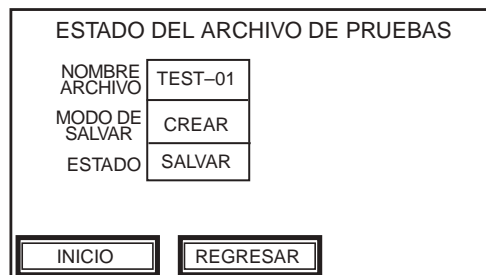 ESTADO DEL ARCHIVO DE PRUEBAS
NOMBRE
ARCHIVO
TEST–01
MODO DE
SALVAR
CREAR
ESTADO
SALVAR
INICIO
REGRESAR